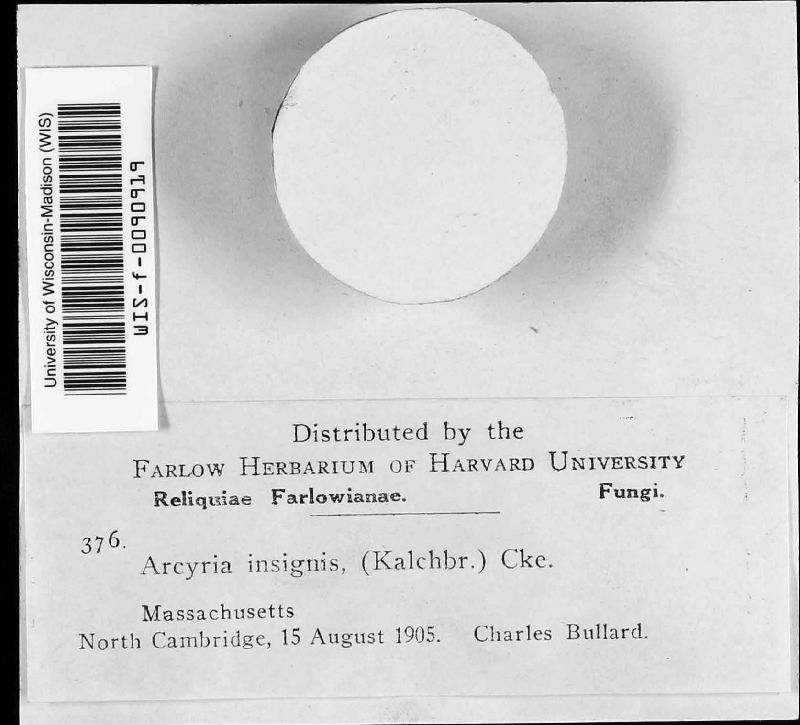 University of Wisconsin-Madison (WIS)
WIS-f-0090919
Distributed by the
FARLOW HERBARIUM OF HARVARD UNIVERSITY
Reliquiae Farlowianae. Fungi.
376.
Arcyria insignis, (Kalchbr.) Cke.
Massachusetts
North Cambridge, 15 August 1905. Charles Bullard.